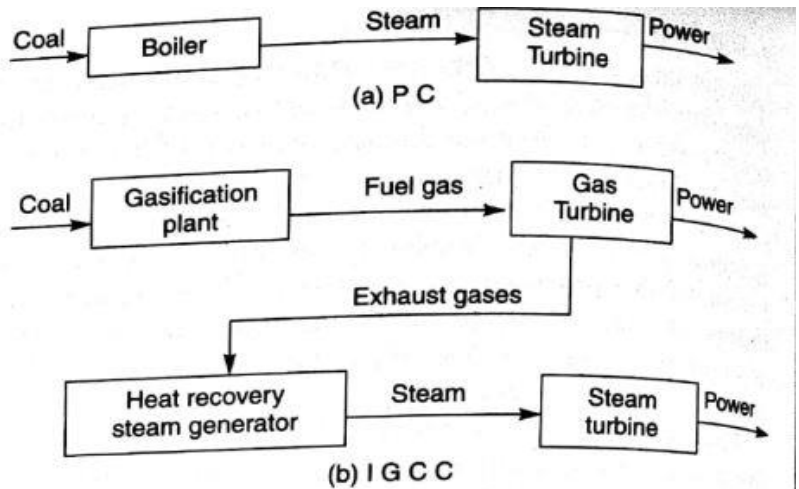 Coal
Boiler
Steam
Steam
Turbine
Power
(a) P C
Coal
Gasification
plant
Fuel gas
Gas
Turbine
Power
Exhaust gases
Heat recovery
steam generator
Steam
Steam
turbine
Power
(b) I G C C